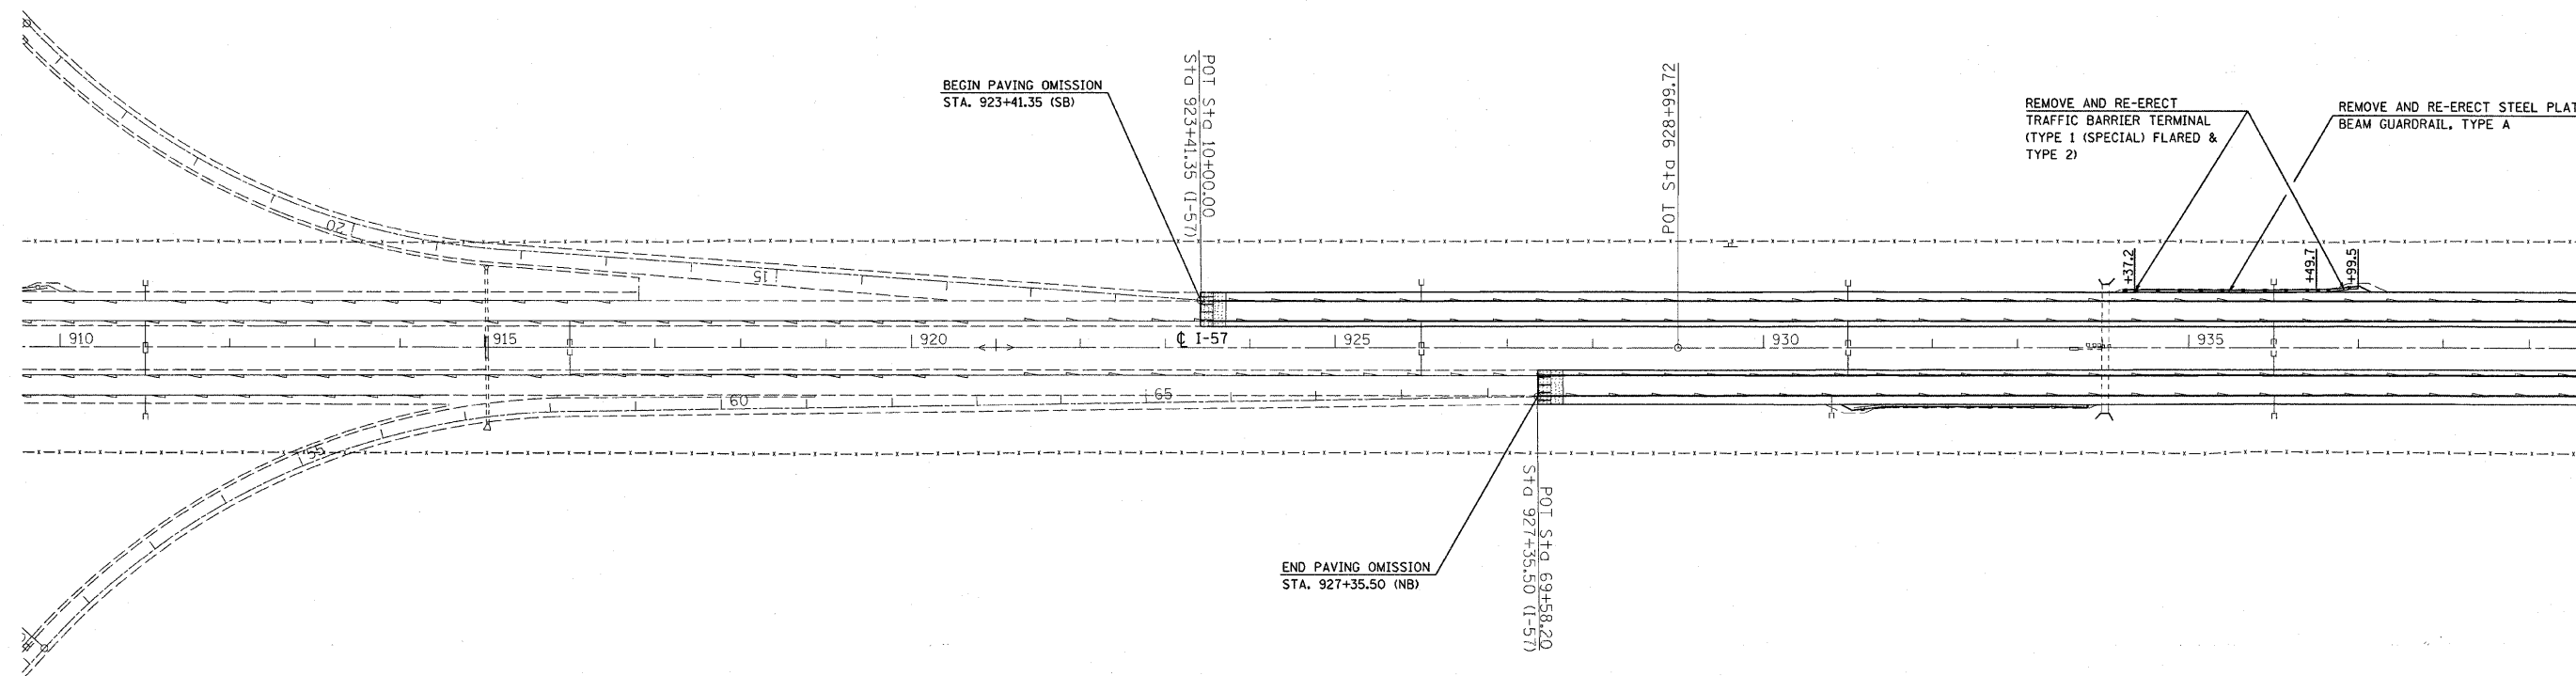 BEGIN PAVING OMISSION
STA. 923+41.35 (SB)
POT Sta 10+00.00
Sta 923+41.35 (I-57)
POT Sta 928+99.72
REMOVE AND RE-ERECT
TRAFFIC BARRIER TERMINAL
(TYPE 1 (SPECIAL) FLARED &
TYPE 2)
REMOVE AND RE-ERECT STEEL PLAT
BEAM GUARDRAIL, TYPE A
+37.2
+49.7
+99.5
20
15
910
915
920
℄ I-57
925
930
935
60
65
55
END PAVING OMISSION
STA. 927+35.50 (NB)
POT Sta 69+58.20
Sta 927+35.50 (I-57)